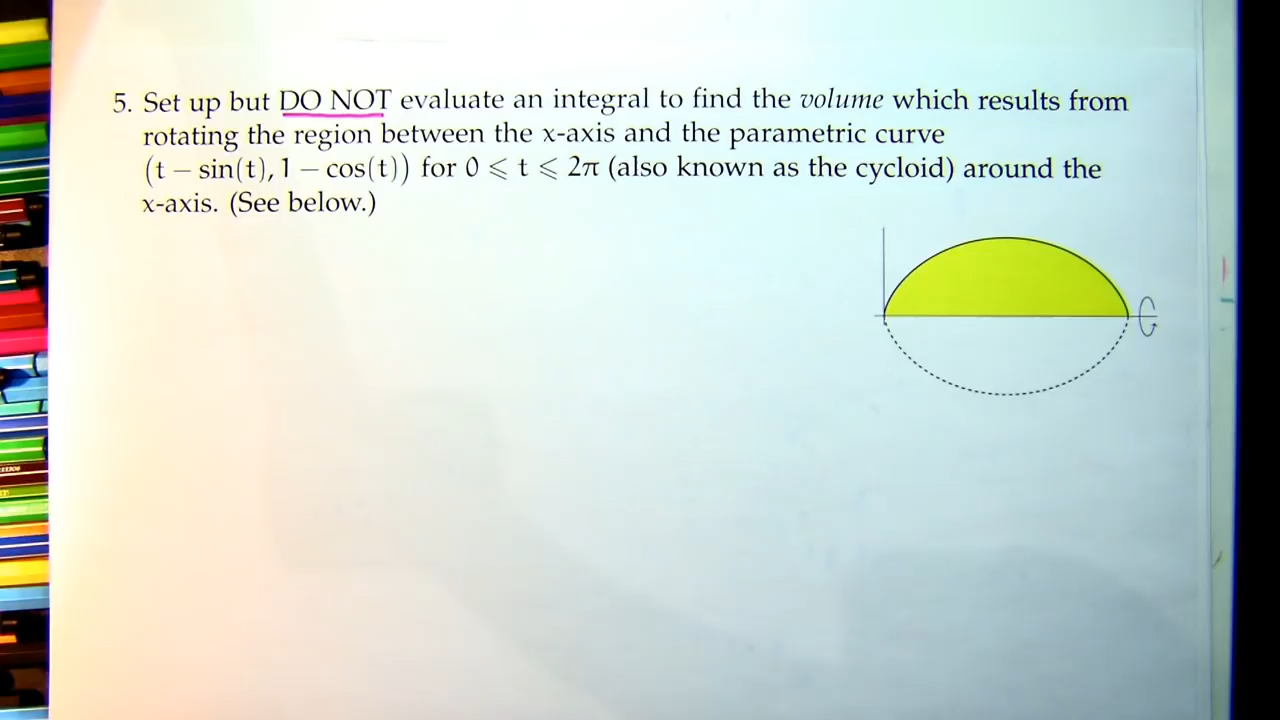 5. Set up but DO NOT evaluate an integral to find the volume which results from
rotating the region between the x-axis and the parametric curve
(t − sin(t), 1 − cos(t)) for 0 ⩽ t ⩽ 2π (also known as the cycloid) around the
x-axis. (See below.)